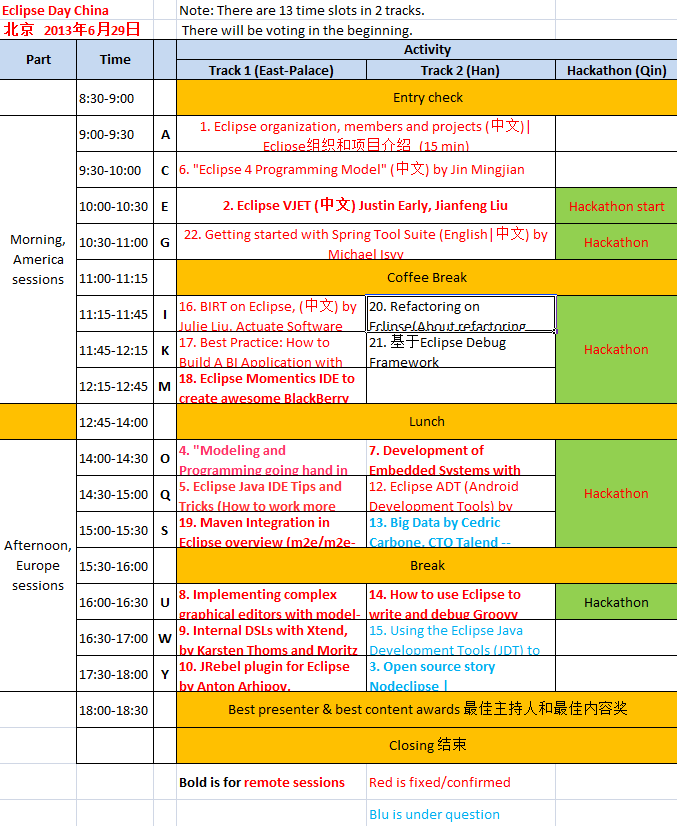 Eclipse Day China
Note: There are 13 time slots in 2 tracks.
北京 2013年6月29日
There will be voting in the beginning.
Part
Time
Activity
Track 1 (East-Palace)
Track 2 (Han)
Hackathon (Qin)
8:30-9:00
Entry check
Morning,
America
sessions
9:00-9:30
A
1. Eclipse organization, members and projects (中文)|
Eclipse组织和项目介绍 (15 min)
9:30-10:00
C
6. "Eclipse 4 Programming Model" (中文) by Jin Mingjian
10:00-10:30
E
2. Eclipse VJET (中文) Justin Early, Jianfeng Liu
Hackathon start
10:30-11:00
G
22. Getting started with Spring Tool Suite (English|中文) by
Michael Isvy
Hackathon
11:00-11:15
Coffee Break
11:15-11:45
I
16. BIRT on Eclipse, (中文) by
Julie Liu, Actuate Software
20. Refactoring on
Eclipse(About refactoring
Hackathon
11:45-12:15
K
17. Best Practice: How to
Build A BI Application with
21. 基于Eclipse Debug
Framework
12:15-12:45
M
18. Eclipse Momentics IDE to
create awesome BlackBerry
12:45-14:00
Lunch
Afternoon,
Europe
sessions
14:00-14:30
O
4. "Modeling and
Programming going hand in
7. Development of
Embedded Systems with
Hackathon
14:30-15:00
Q
5. Eclipse Java IDE Tips and
Tricks (How to work more
12. Eclipse ADT (Android
Development Tools) by
15:00-15:30
S
19. Maven Integration in
Eclipse overview (m2e/m2e-
13. Big Data by Cedric
Carbone, CTO Talend --
15:30-16:00
Break
16:00-16:30
U
8. Implementing complex
graphical editors with model-
14. How to use Eclipse to
write and debug Groovy
Hackathon
16:30-17:00
W
9. Internal DSLs with Xtend,
by Karsten Thoms and Moritz
15. Using the Eclipse Java
Development Tools (JDT) to
17:30-18:00
Y
10. JRebel plugin for Eclipse
by Anton Arhipov,
3. Open source story
Nodeclipse |
18:00-18:30
Best presenter & best content awards 最佳主持人和最佳内容奖
Closing 结束
Bold is for remote sessions
Red is fixed/confirmed
Blu is under question